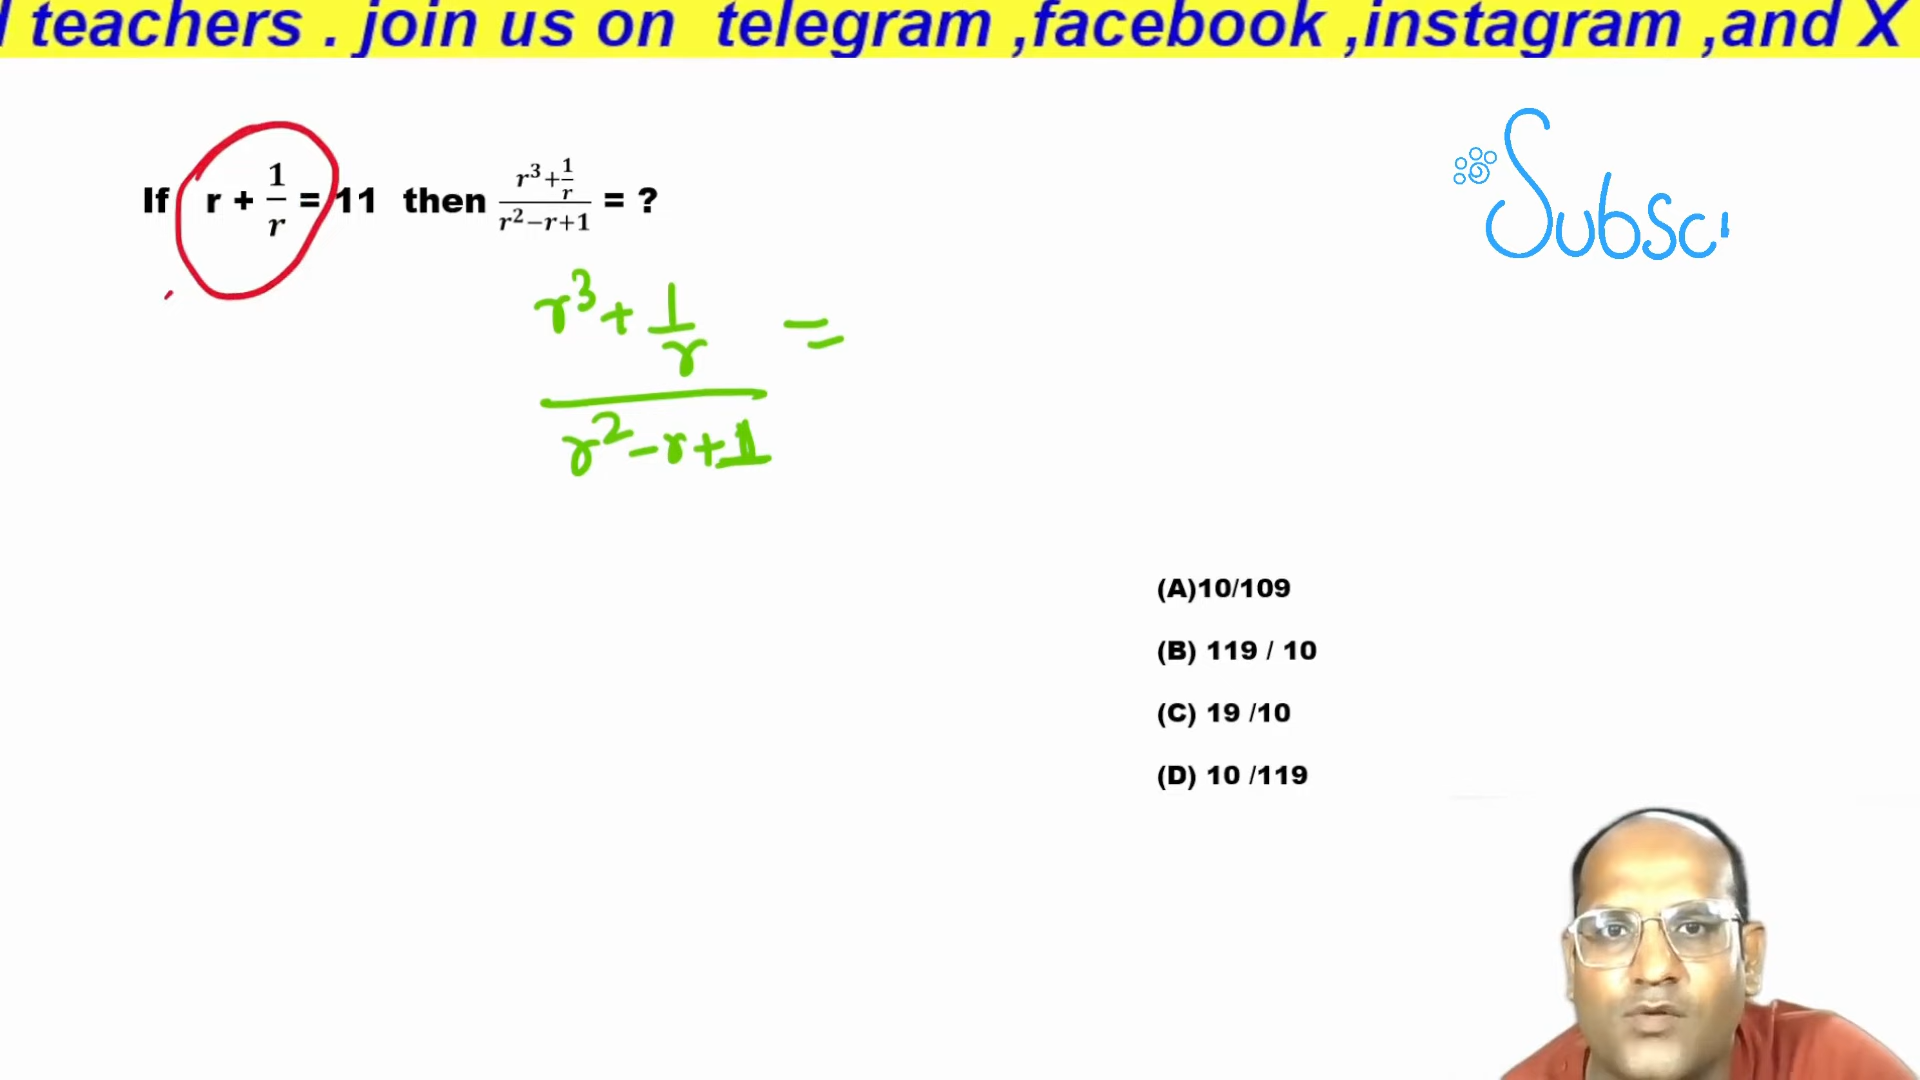 teachers . join us on telegram ,facebook ,instagram ,and X
If r + 1/r = 11 then (r³+1/r)/(r²−r+1) = ?
Subsc
r³ + 1/r =
r² - r + 1
(A)10/109
(B) 119 / 10
(C) 19 /10
(D) 10 /119